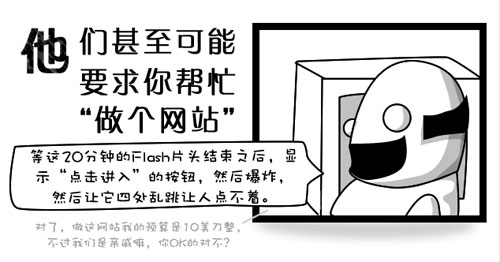 他们甚至可能
要求你帮忙
“做个网站”
等这20分钟的Flash片头结束之后，显
示“点击进入”的按钮，然后爆炸，
然后让它四处乱跳让人点不着。
对了，做这网站我的预算是10美刀整，
不过我们是亲戚嘛，你OK的对不？